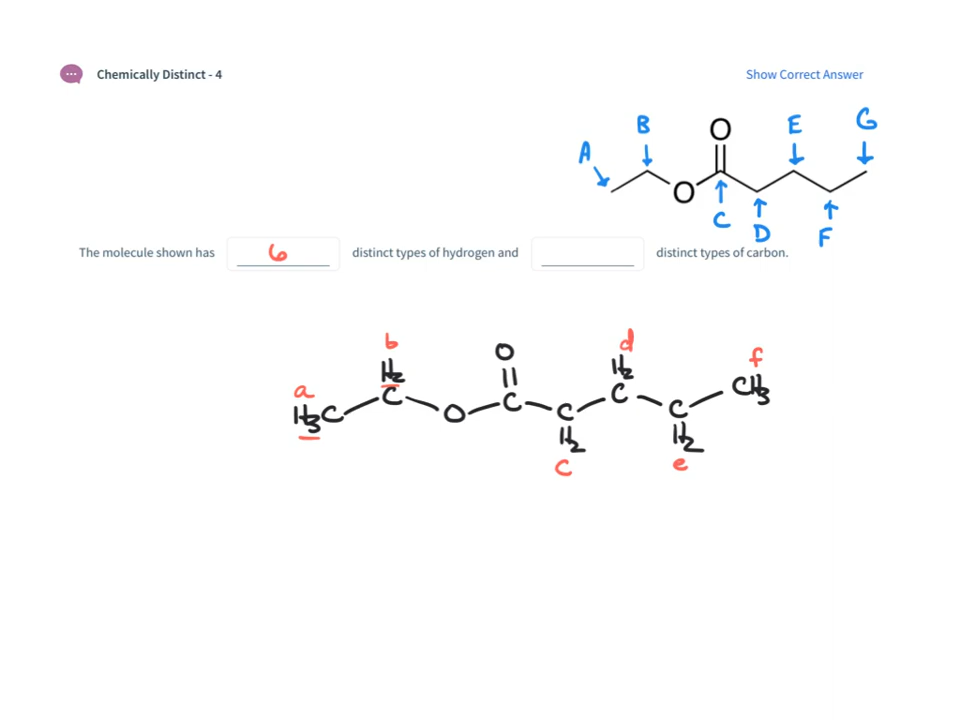 Chemically Distinct - 4
Show Correct Answer
A B O E G
O C D F
The molecule shown has 6 distinct types of hydrogen and distinct types of carbon.
b O d f
a H2 H2 CH3
H3C C O C C C C
H2 H2
c e